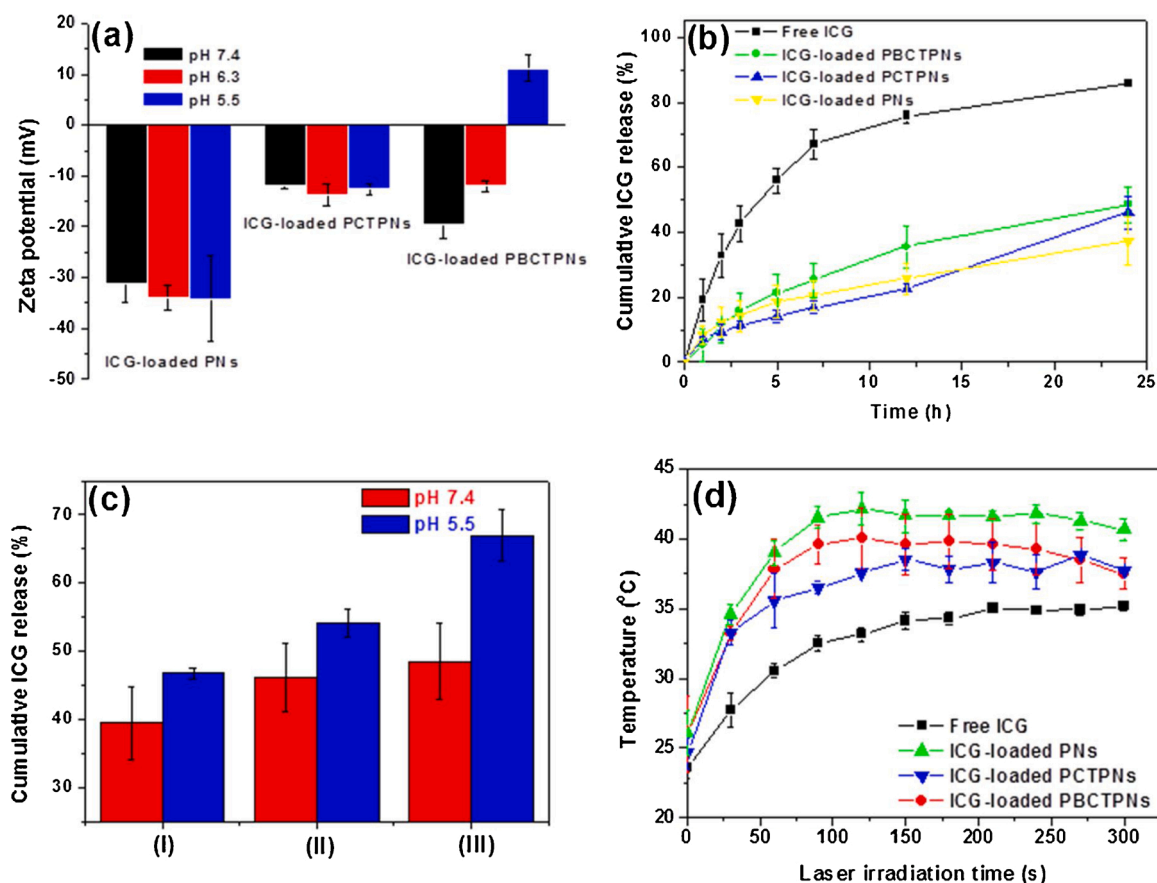 (a)
pH 7.4
pH 6.3
pH 5.5
20
10
0
-10
-20
-30
-40
-50
Zeta potential (mV)
ICG-loaded PNs
ICG-loaded PCTPNs
ICG-loaded PBCTPNs
(b)
Free ICG
ICG-loaded PBCTPNs
ICG-loaded PCTPNs
ICG-loaded PNs
100
80
60
40
20
0
Cumulative ICG release (%)
0 5 10 15 20 25
Time (h)
(c)
pH 7.4
pH 5.5
70
60
50
40
30
Cumulative ICG release (%)
(I) (II) (III)
(d)
45
40
35
30
25
20
Temperature (°C)
Free ICG
ICG-loaded PNs
ICG-loaded PCTPNs
ICG-loaded PBCTPNs
0 50 100 150 200 250 300
Laser irradiation time (s)